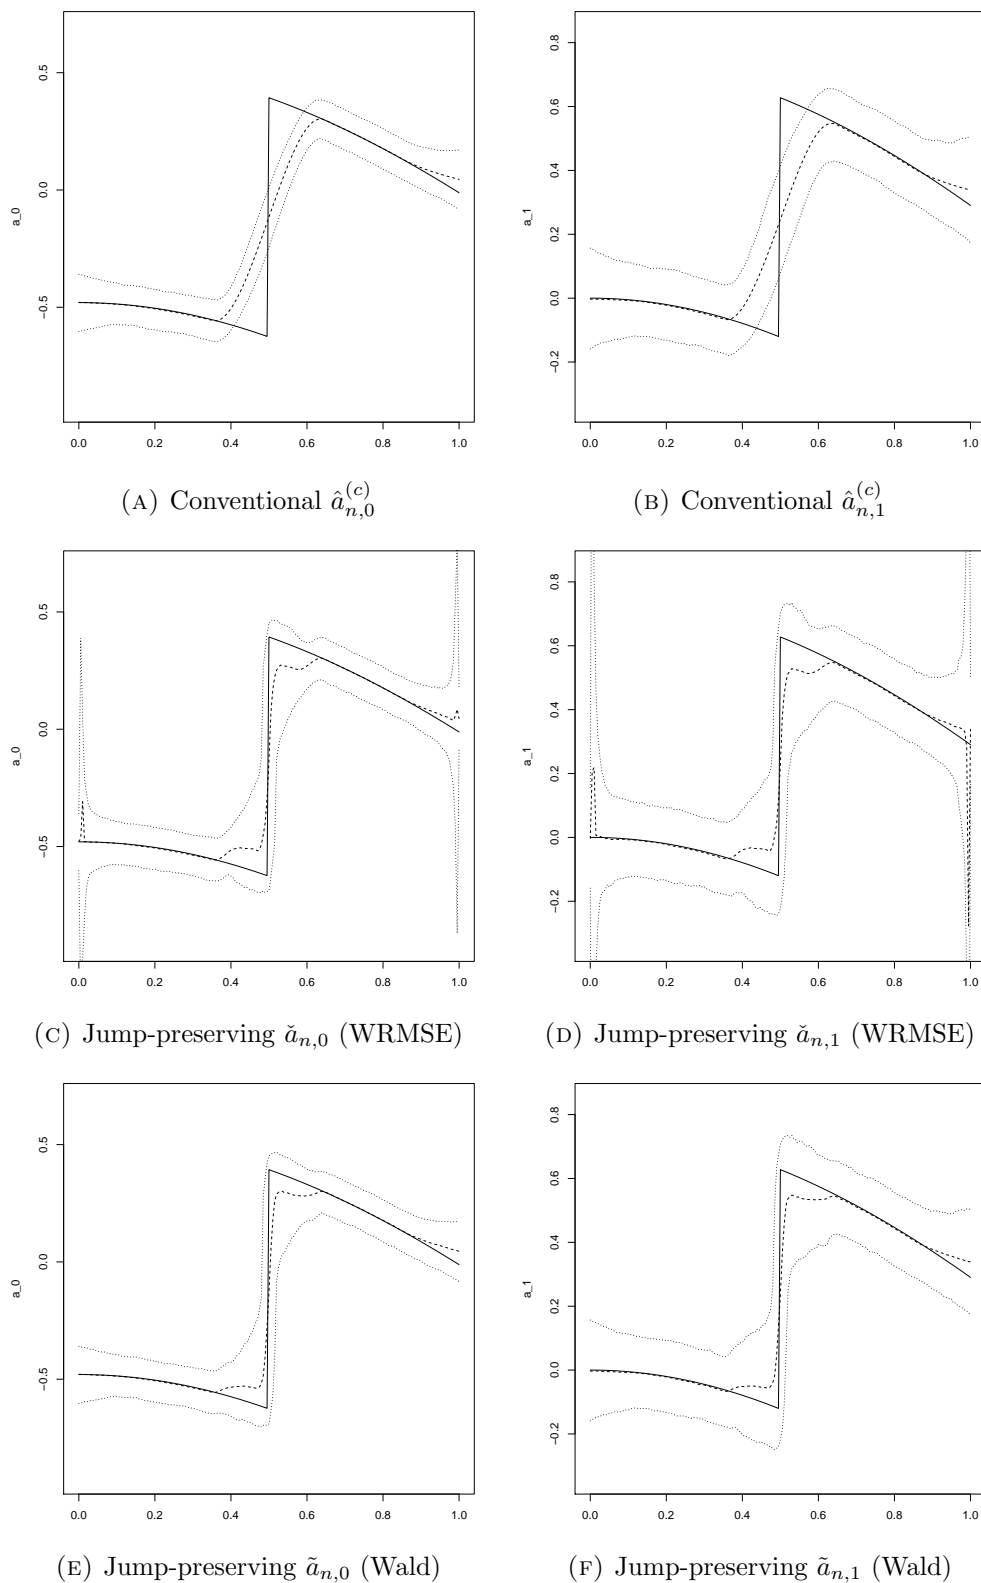 a_0
0.5
0.0
−0.5
0.0 0.2 0.4 0.6 0.8 1.0
a_1
0.8
0.6
0.4
0.2
0.0
−0.2
0.0 0.2 0.4 0.6 0.8 1.0
(A) Conventional $\hat{a}_{n,0}^{(c)}$
(B) Conventional $\hat{a}_{n,1}^{(c)}$
a_0
0.5
0.0
−0.5
0.0 0.2 0.4 0.6 0.8 1.0
a_1
0.8
0.6
0.4
0.2
0.0
−0.2
0.0 0.2 0.4 0.6 0.8 1.0
(C) Jump-preserving $\check{a}_{n,0}$ (WRMSE)
(D) Jump-preserving $\check{a}_{n,1}$ (WRMSE)
a_0
0.5
0.0
−0.5
0.0 0.2 0.4 0.6 0.8 1.0
a_1
0.8
0.6
0.4
0.2
0.0
−0.2
0.0 0.2 0.4 0.6 0.8 1.0
(E) Jump-preserving $\tilde{a}_{n,0}$ (Wald)
(F) Jump-preserving $\tilde{a}_{n,1}$ (Wald)